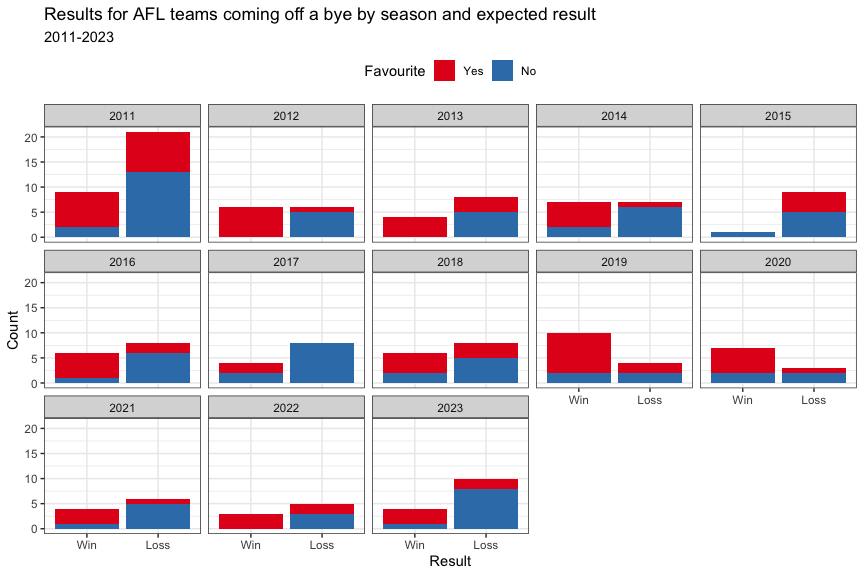 Results for AFL teams coming off a bye by season and expected result
2011-2023
Favourite Yes No
2011 2012 2013 2014 2015
20
15
10
5
0
2016 2017 2018 2019 2020
20
15
10
5
0
Win Loss Win Loss
2021 2022 2023
20
15
10
5
0
Win Loss Win Loss Win Loss
Count
Result